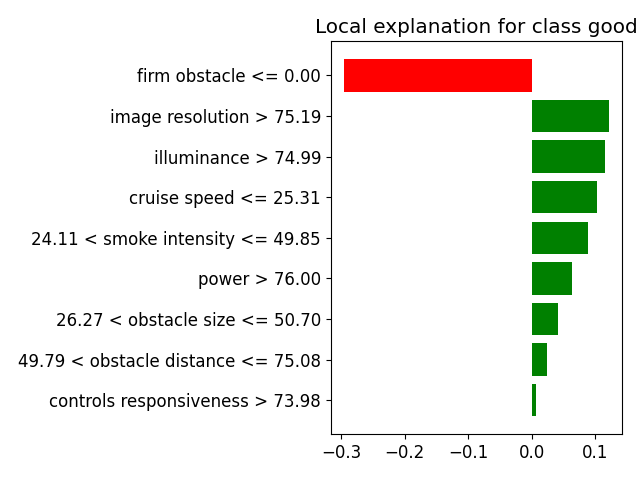 Local explanation for class good
firm obstacle <= 0.00
image resolution > 75.19
illuminance > 74.99
cruise speed <= 25.31
24.11 < smoke intensity <= 49.85
power > 76.00
26.27 < obstacle size <= 50.70
49.79 < obstacle distance <= 75.08
controls responsiveness > 73.98
−0.3 −0.2 −0.1 0.0 0.1